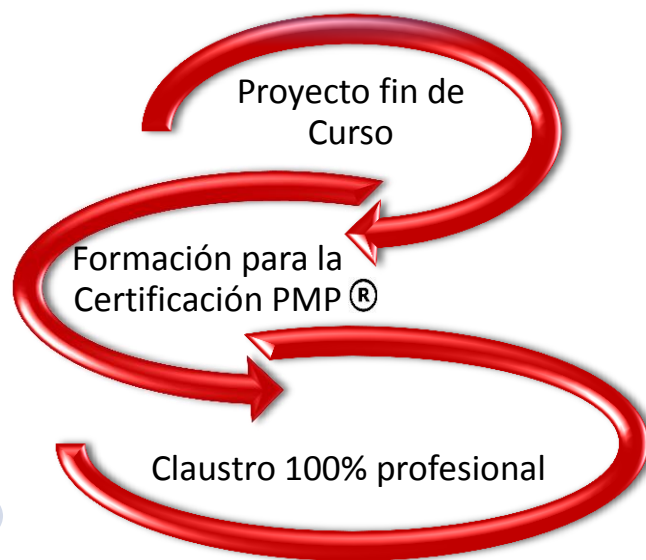 Proyecto fin de
Curso
Formación para la
Certificación PMP ®
Claustro 100% profesional